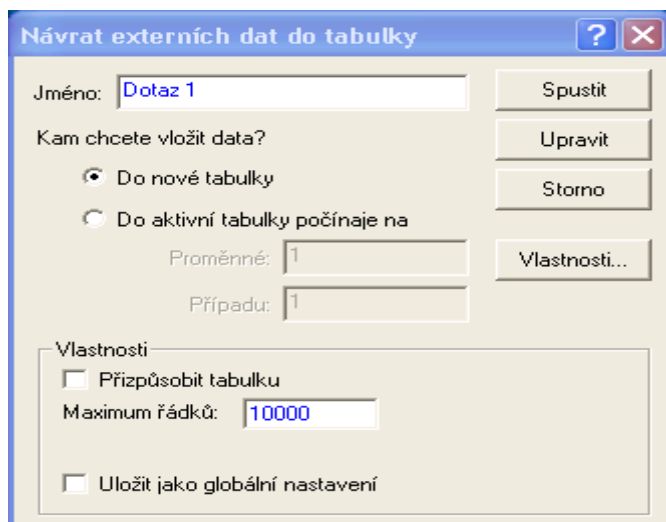 Návrat externích dat do tabulky
Jméno: Dotaz 1
Spustit
Kam chcete vložit data?
Upravit
Do nové tabulky
Storno
Do aktivní tabulky počínaje na
Proměnné: 1
Vlastnosti...
Případu: 1
Vlastnosti
Přizpůsobit tabulku
Maximum řádků: 10000
Uložit jako globální nastavení